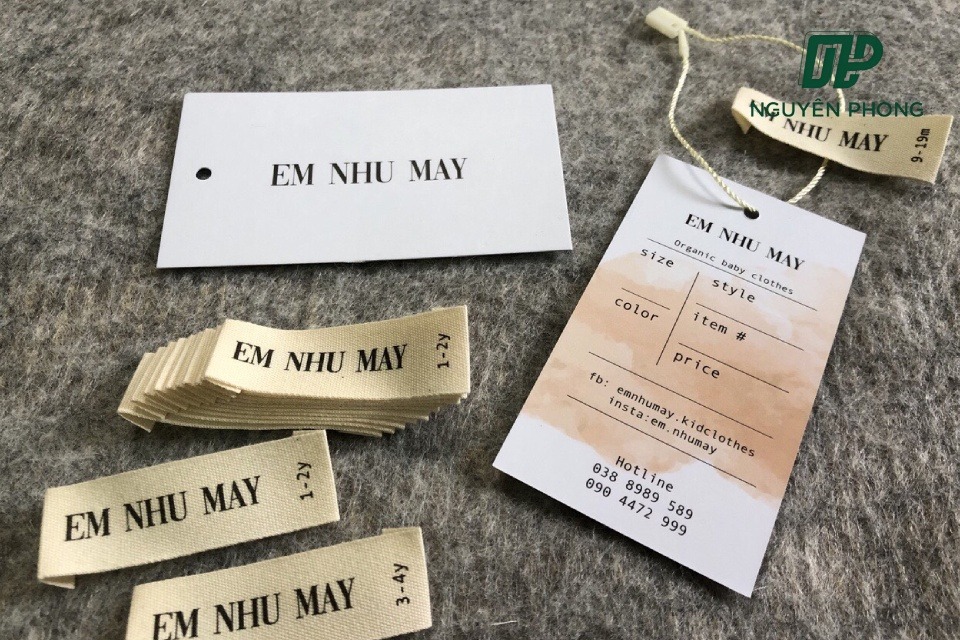 NGUYÊN PHONG
EM NHU MAY
EM NHU MAY
9-19m
EM NHU MAY
Organic baby clothes
size
style
color
item #
price
fb: emnhumay.kidclothes
insta:em.nhumay
Hotline
038 8989 589
090 4472 999
EM NHU MAY
1-2y
EM NHU MAY
1-2y
EM NHU MAY
3-4y